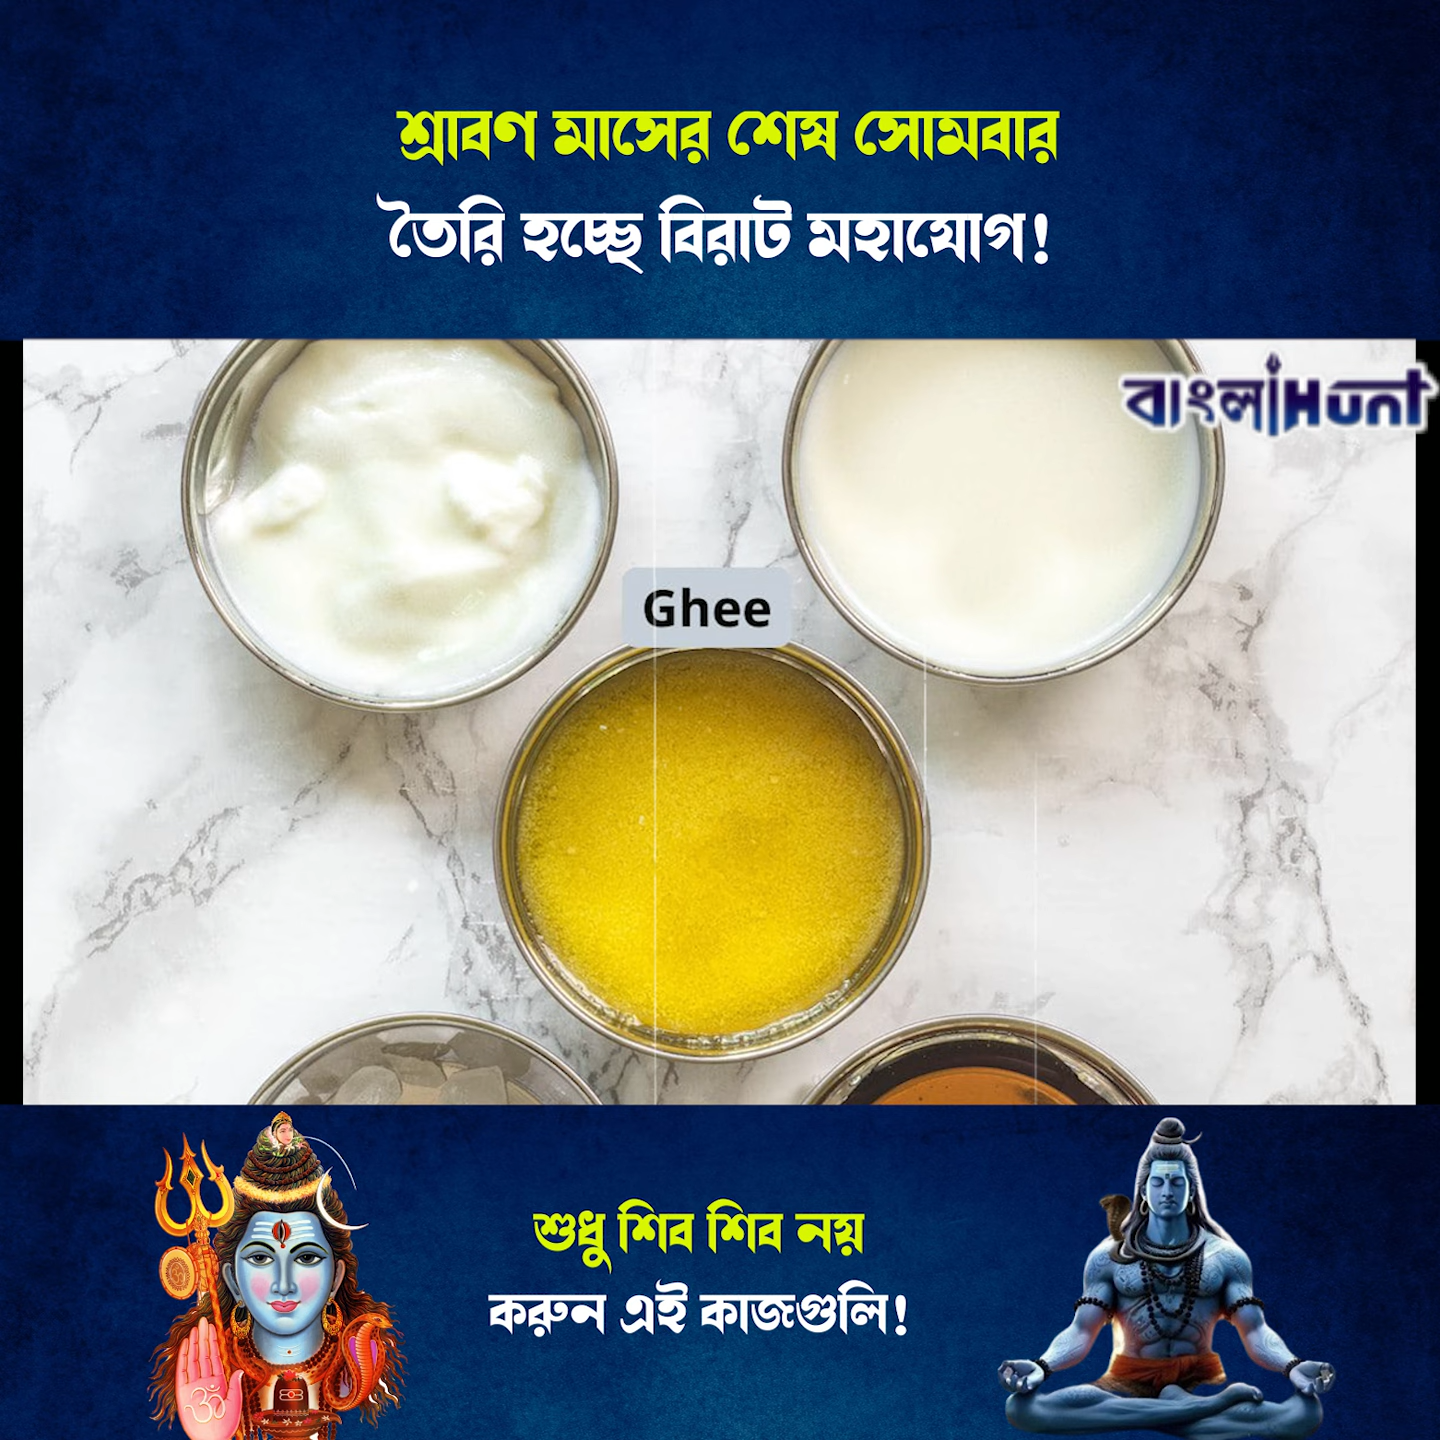 শ্রাবণ মাসের শেষ সোমবার
তৈরি হচ্ছে বিরাট মহাযোগ!
বাংলাHunt
Ghee
শুধু শিব শিব নয়
করুন এই কাজগুলি!